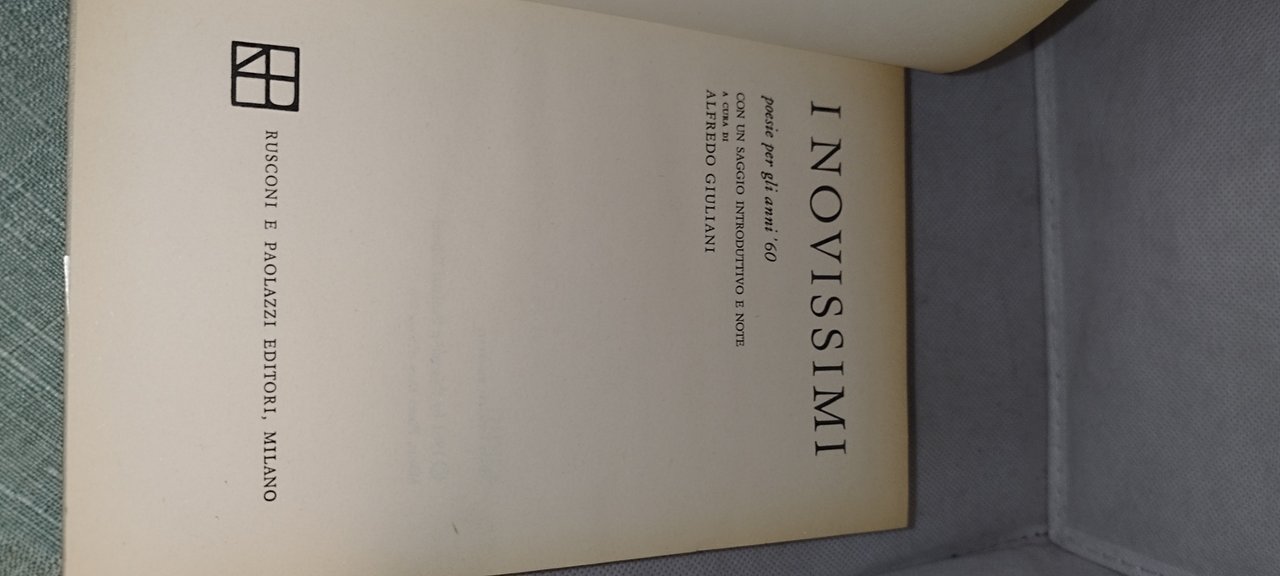 I NOVISSIMI
poesie per gli anni '60
CON UN SAGGIO INTRODUTTIVO E NOTE
A CURA DI
ALFREDO GIULIANI
RUSCONI E PAOLAZZI EDITORI, MILANO